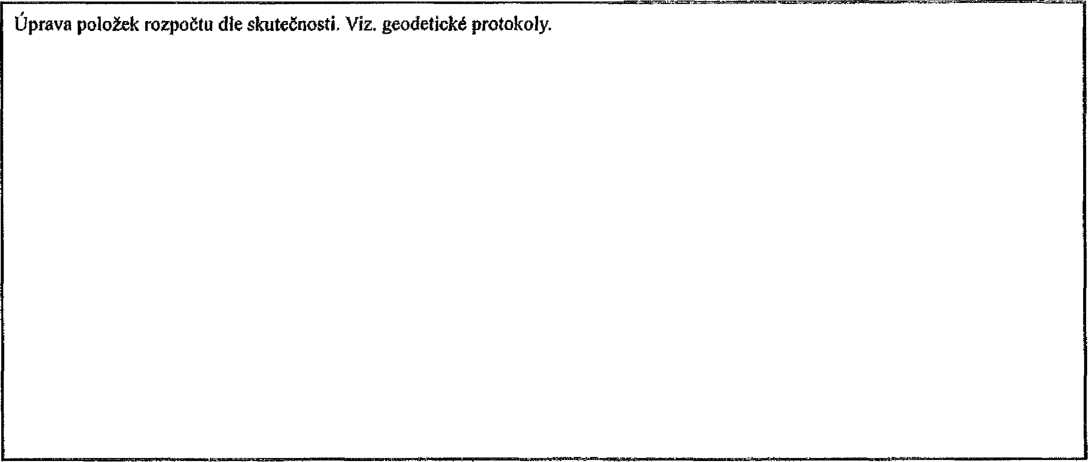 Úprava položek rozpočtu dle skutečnosti. Viz. geodetické protokoly.